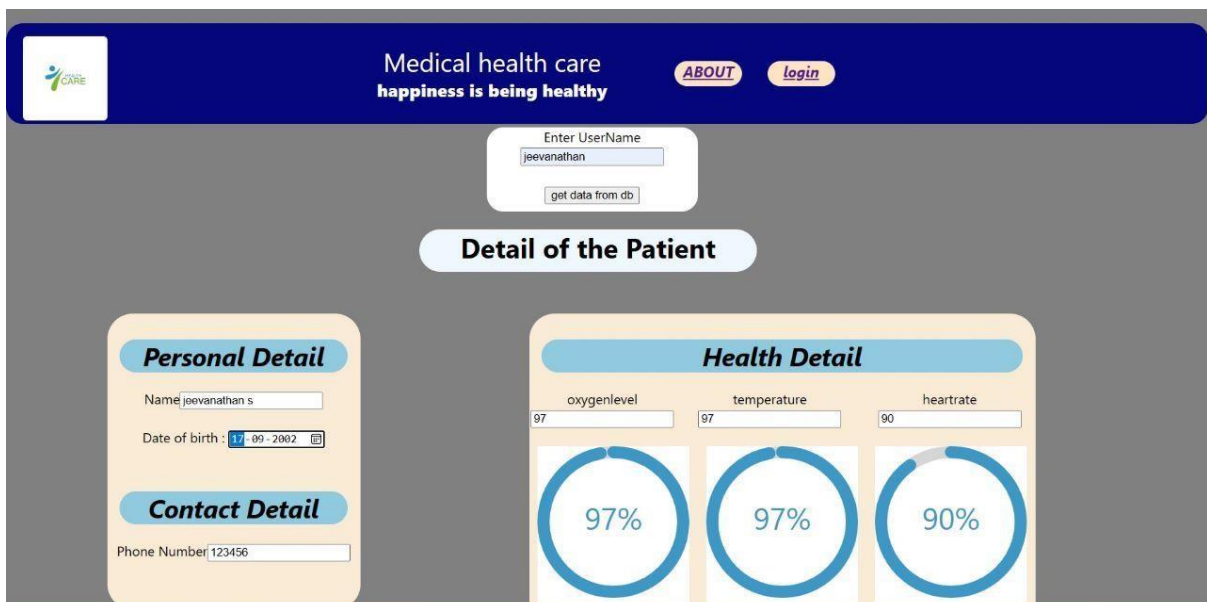 HEALTH
CARE
Medical health care
happiness is being healthy
ABOUT
login
Enter UserName
jeevanathan
get data from db
Detail of the Patient
Personal Detail
Name jeevanathan s
Date of birth : 17-09-2002
Contact Detail
Phone Number 123456
Health Detail
oxygenlevel temperature heartrate
97 97 90
97% 97% 90%